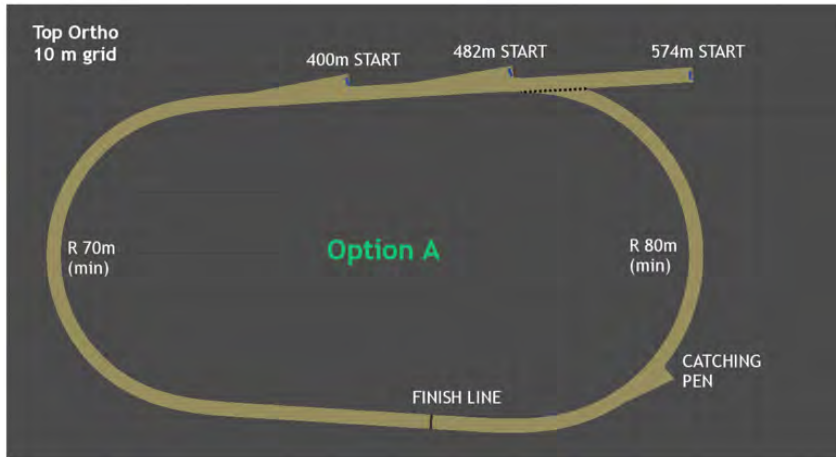 Top Ortho
10 m grid
400m START
482m START
574m START
R 70m
(min)
Option A
R 80m
(min)
CATCHING
PEN
FINISH LINE